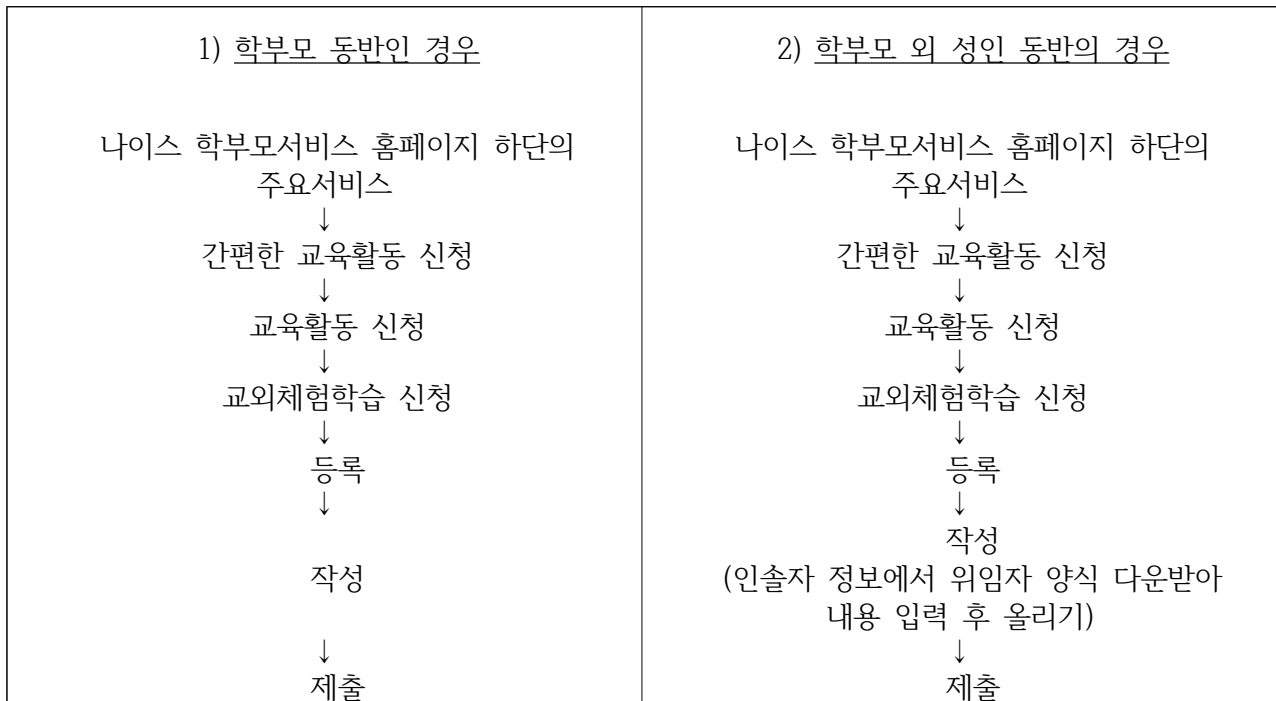 1) 학부모 동반인 경우
나이스 학부모서비스 홈페이지 하단의
주요서비스
↓
간편한 교육활동 신청
↓
교육활동 신청
↓
교외체험학습 신청
↓
등록
↓
작성
↓
제출
2) 학부모 외 성인 동반의 경우
나이스 학부모서비스 홈페이지 하단의
주요서비스
↓
간편한 교육활동 신청
↓
교육활동 신청
↓
교외체험학습 신청
↓
등록
↓
작성
(인솔자 정보에서 위임자 양식 다운받아
내용 입력 후 올리기)
↓
제출